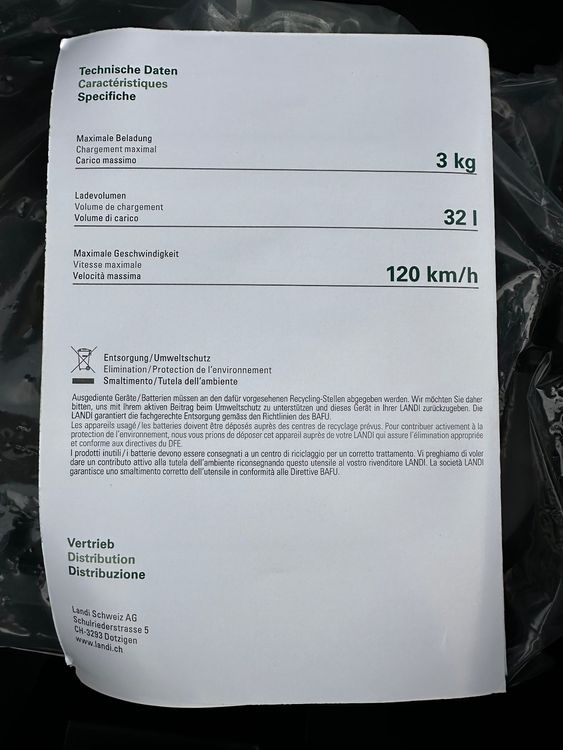 Technische Daten
Caractéristiques
Specifiche
Maximale Beladung
Chargement maximal
Carico massimo
3 kg
Ladevolumen
Volume de chargement
Volume di carico
32 l
Maximale Geschwindigkeit
Vitesse maximale
Velocità massima
120 km/h
Entsorgung/Umweltschutz
Elimination/Protection de l'environnement
Smaltimento/Tutela dell'ambiente
Ausgediente Geräte/Batterien müssen an den dafür vorgesehenen Recycling-Stellen abgegeben werden. Wir möchten Sie daher
bitten, uns mit Ihrem aktiven Beitrag beim Umweltschutz zu unterstützen und dieses Gerät in Ihrer LANDI zurückzugeben. Die
LANDI garantiert die fachgerechte Entsorgung gemäss den Richtlinien des BAFU.
Les appareils usagé/les batteries doivent être déposés auprès des centres de recyclage prévus. Pour contribuer activement à la
protection de l'environnement, nous vous prions de déposer cet appareil auprès de votre LANDI qui assure l'élimination appropriée
et conforme aux directives du DFE.
I prodotti inutili/i batterie devono essere consegnati a un centro di riciclaggio per un corretto trattamento. Vi preghiamo di voler
dare un contributo attivo alla tutela dell'ambiente riconsegnando questo utensile al vostro rivenditore LANDI. La società LANDI
garantisce uno smaltimento corretto dell'utensile in conformità alle Direttive BAFU.
Vertrieb
Distribution
Distribuzione
Landi Schweiz AG
Schulriederstrasse 5
CH-3293 Dotzigen
www.landi.ch